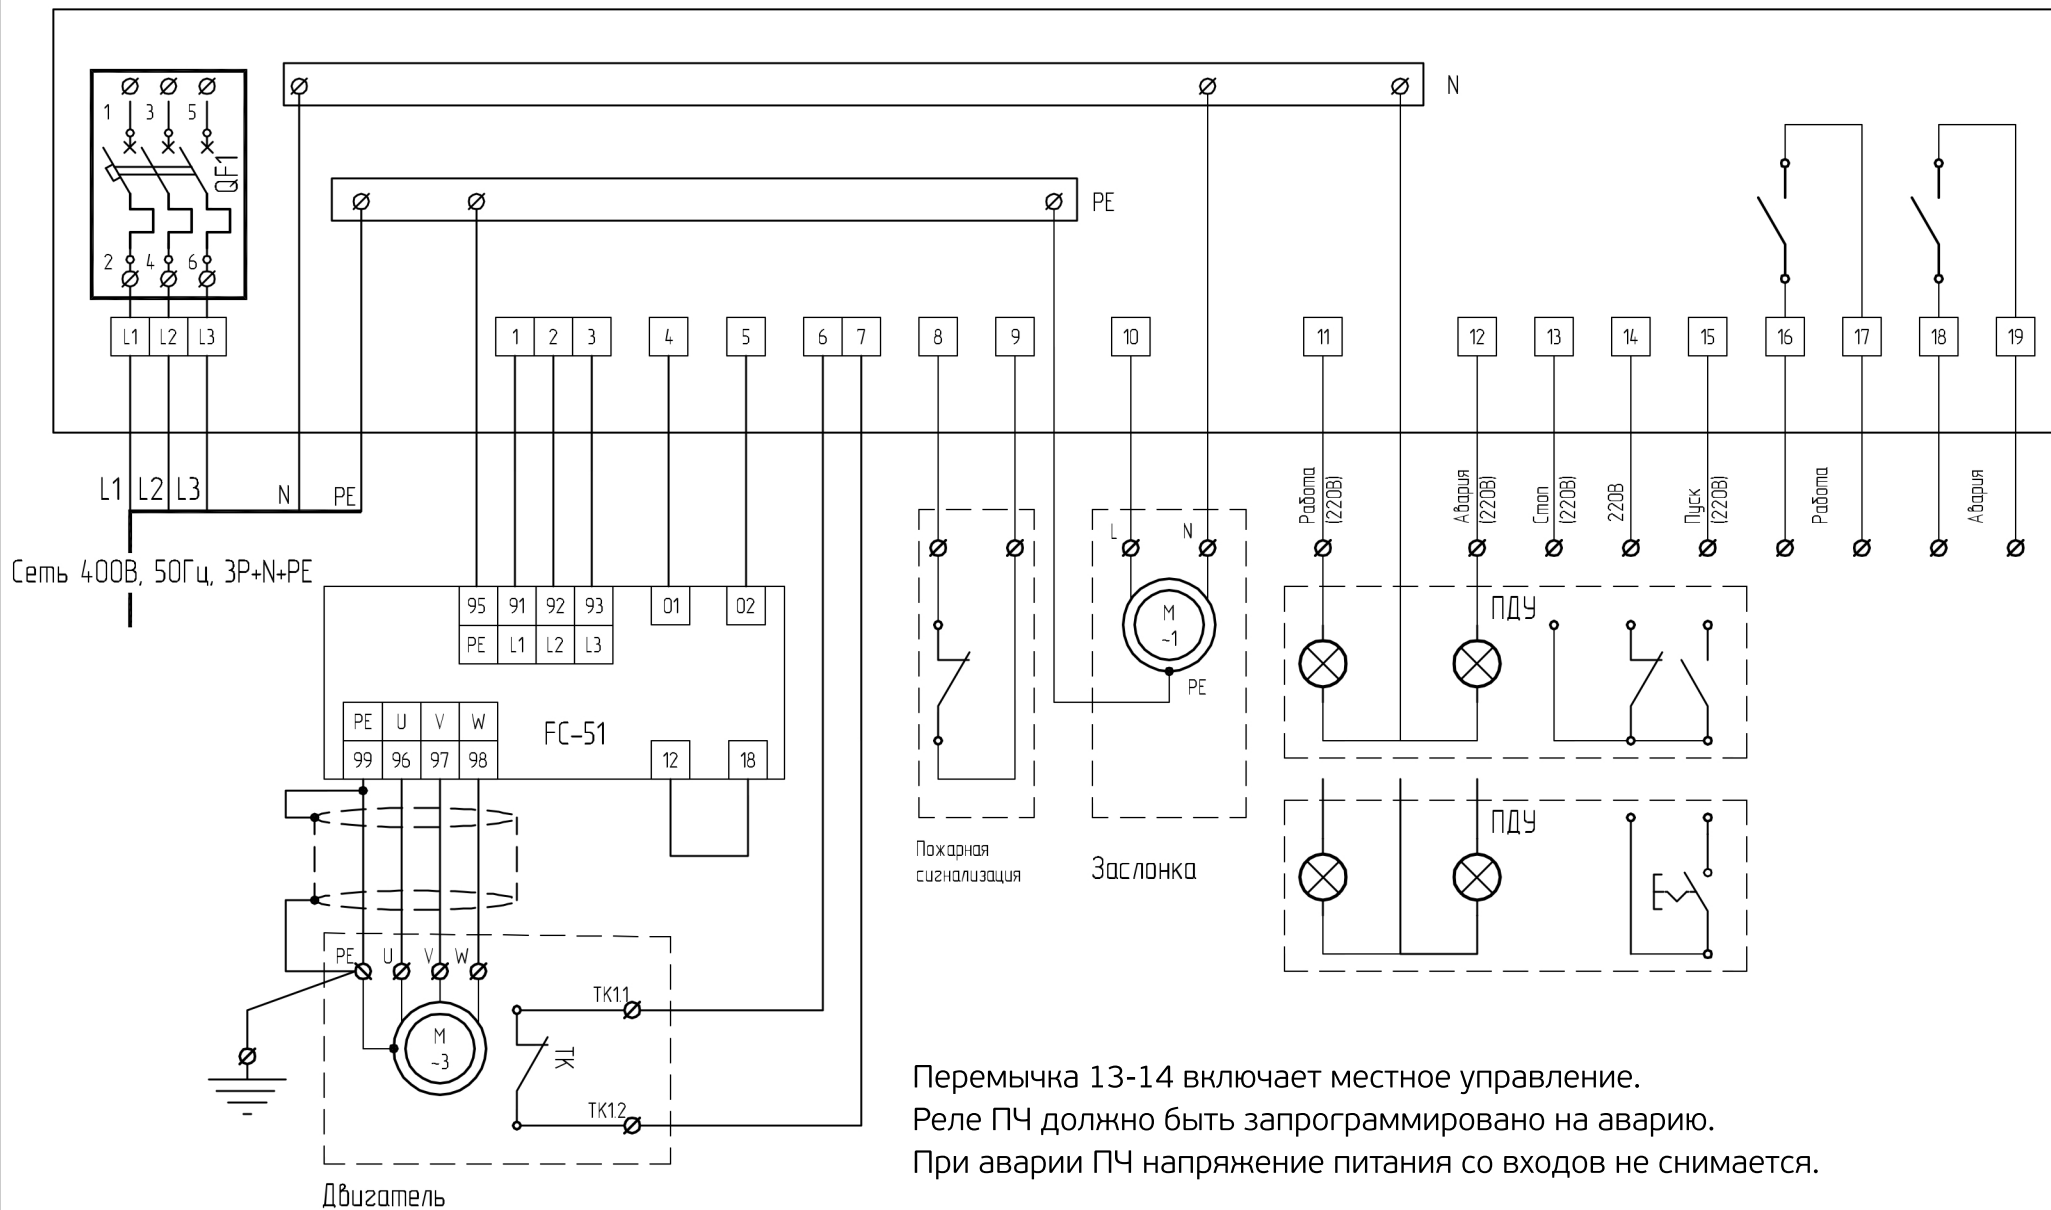 N
1 3 5
QF1
PE
2 4 6
L1 L2 L3 1 2 3 4 5 6 7 8 9 10 11 12 13 14 15 16 17 18 19
L1 L2 L3 N PE
Работа (220В)
Авария (220В)
Стоп (220В)
220В
Пуск (220В)
Работа
Авария
L N
Сеть 400В, 50Гц, 3P+N+PE
95 91 92 93 01 02
PE L1 L2 L3
М
~1
PE
ПДУ
PE U V W
FC-51
99 96 97 98 12 18
ПДУ
Пожарная
сигнализация
Заслонка
PE U V W
ТК1.1
М
~3
ТК
ТК1.2
Двигатель
Перемычка 13-14 включает местное управление.
Реле ПЧ должно быть запрограммировано на аварию.
При аварии ПЧ напряжение питания со входов не снимается.